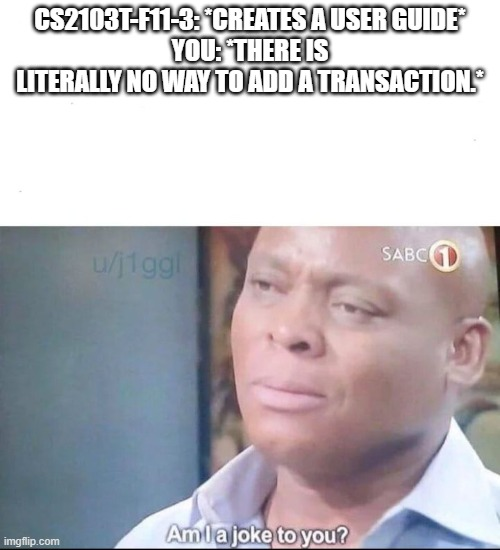 CS2103T-F11-3: *CREATES A USER GUIDE*
YOU: *THERE IS
LITERALLY NO WAY TO ADD A TRANSACTION.*
u/j1ggl
SABC 1
Am I a joke to you?
imgflip.com